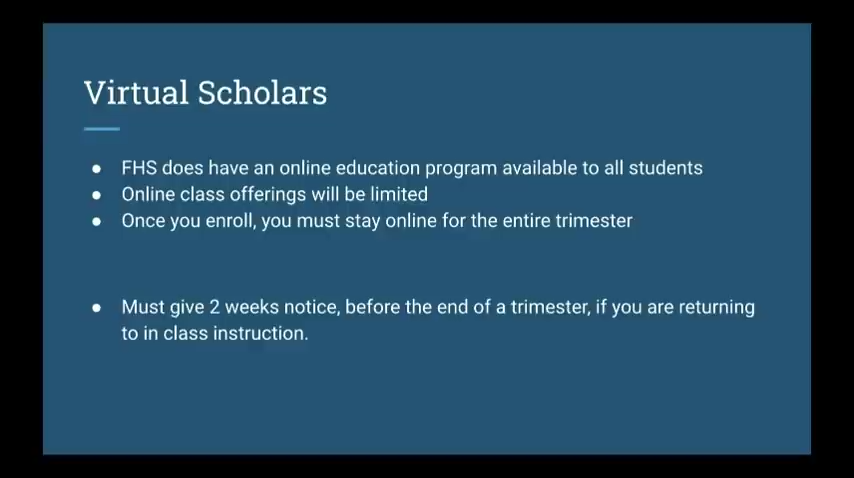 Virtual Scholars
● FHS does have an online education program available to all students
● Online class offerings will be limited
● Once you enroll, you must stay online for the entire trimester
● Must give 2 weeks notice, before the end of a trimester, if you are returning
to in class instruction.